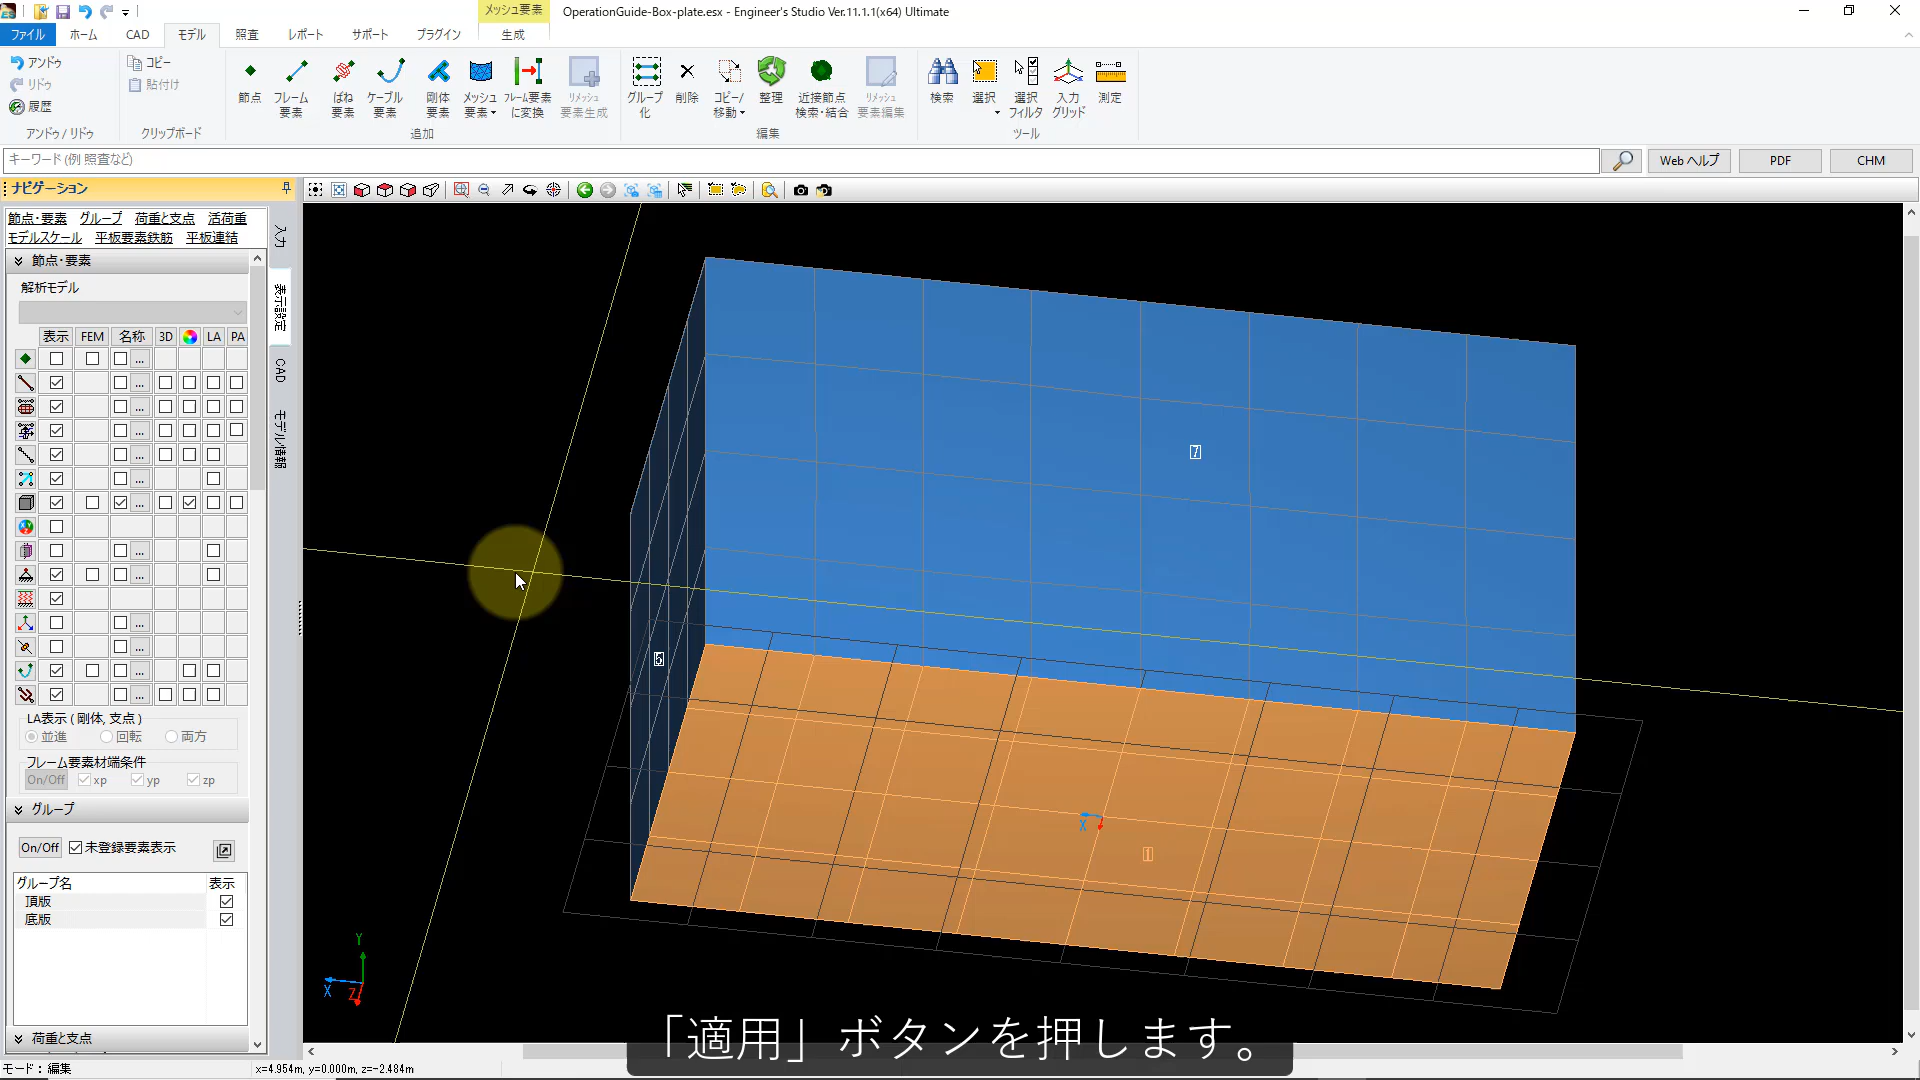 メッシュ要素
OperationGuide-Box-plate.esx - Engineer's Studio Ver.11.1.1(x64) Ultimate
ファイル ホーム CAD モデル 照査 レポート サポート プラグイン 生成
アンドゥ
リドゥ
履歴
アンドゥ / リドゥ
コピー
貼付け
クリップボード
節点
フレーム要素
ばね要素
ケーブル要素
剛体要素
メッシュ要素
フレーム要素に変換
リメッシュ要素生成
追加
グループ化
削除
コピー/移動
整理
近接節点検索・結合
リメッシュ要素編集
編集
検索
選択
選択フィルタ
入力グリッド
測定
ツール
キーワード (例 照査など)
Web ヘルプ PDF CHM
ナビゲーション
節点・要素 グループ 荷重と支点 活荷重
モデルスケール 平板要素鉄筋 平板連結
入力
表示設定
CAD
モデル情報
節点・要素
解析モデル
表示 FEM 名称 3D LA PA
...
...
...
...
...
...
...
...
...
...
...
...
...
LA表示 ( 剛体, 支点 )
並進 回転 両方
フレーム要素材端条件
On/Off xp yp zp
グループ
On/Off 未登録要素表示
グループ名 表示
頂版
底版
荷重と支点
7
5
1
X
Y
X
Z
「適用」ボタンを押します。
モード : 編集 x=4.954m, y=0.000m, z=-2.484m